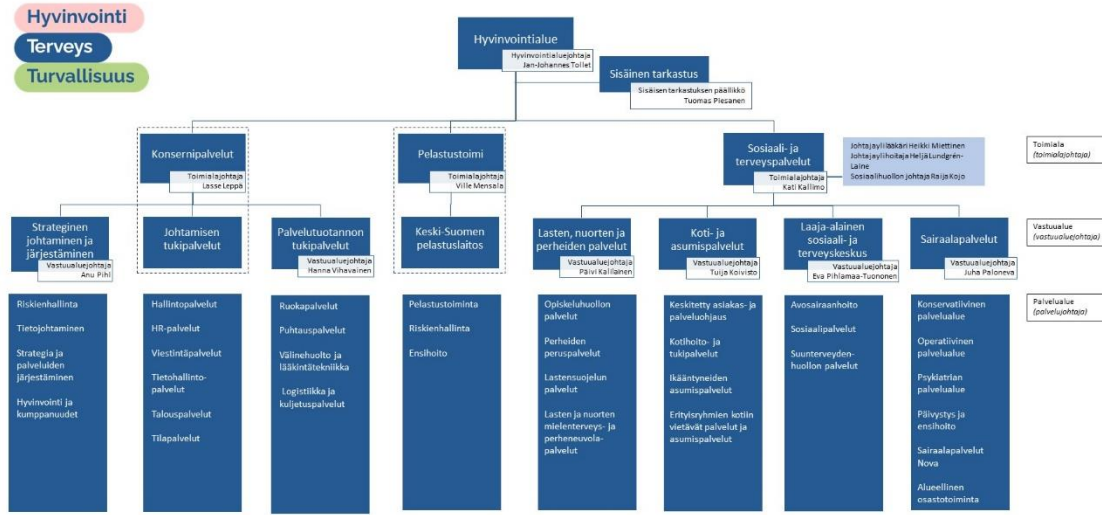 Hyvinvointi
Terveys
Turvallisuus
Hyvinvointialue
Hyvinvointialuejohtaja
Jan-Johannes Tollet
Sisäinen tarkastus
Sisäisen tarkastuksen päällikkö
Tuomas Plesanen
Konsernipalvelut
Toimialajohtaja
Lasse Leppä
Pelastustoimi
Toimialajohtaja
Ville Mensala
Sosiaali- ja
terveyspalvelut
Toimialajohtaja
Kati Kallimo
Johtajaylilääkäri Heikki Miettinen
Johtajaylihoitaja Heljä Lundgrén-
Laine
Sosiaalihuollon johtaja Raija Kojo
Toimiala
(toimialajohtaja)
Strateginen
johtaminen ja
järjestäminen
Vastuualuejohtaja
Anu Pihl
Johtamisen
tukipalvelut
Palvelutuotannon
tukipalvelut
Vastuualuejohtaja
Hanna Vihavainen
Keski-Suomen
pelastuslaitos
Lasten, nuorten ja
perheiden palvelut
Vastuualuejohtaja
Päivi Kalilainen
Koti- ja
asumispalvelut
Vastuualuejohtaja
Tuija Koivisto
Laaja-alainen
sosiaali- ja
terveyskeskus
Vastuualuejohtaja
Eva Pihlamaa-Tuononen
Sairaalapalvelut
Vastuualuejohtaja
Juha Paloneva
Vastuualue
(vastuualuejohtaja)
Riskienhallinta
Tietojohtaminen
Strategia ja
palveluiden
järjestäminen
Hyvinvointi ja
kumppanuudet
Hallintopalvelut
HR-palvelut
Viestintäpalvelut
Tietohallinto-
palvelut
Talouspalvelut
Tilapalvelut
Ruokapalvelut
Puhtauspalvelut
Välinehuolto ja
lääkintätekniikka
Logistiikka ja
kuljetuspalvelut
Pelastustoiminta
Riskienhallinta
Ensihoito
Opiskeluhuollon
palvelut
Perheiden
peruspalvelut
Lastensuojelun
palvelut
Lasten ja nuorten
mielenterveys- ja
perheneuvola-
palvelut
Keskitetty asiakas- ja
palveluohjaus
Kotihoito- ja
tukipalvelut
Ikääntyneiden
asumispalvelut
Erityisryhmien kotiin
vietävät palvelut ja
asumispalvelut
Avosairaanhoito
Sosiaalipalvelut
Suunterveyden-
huollon palvelut
Konservatiivinen
palvelualue
Operatiivinen
palvelualue
Psykiatrian
palvelualue
Päivystys ja
ensihoito
Sairaalapalvelut
Nova
Alueellinen
osastotoiminta
Palvelualue
(palvelujohtaja)